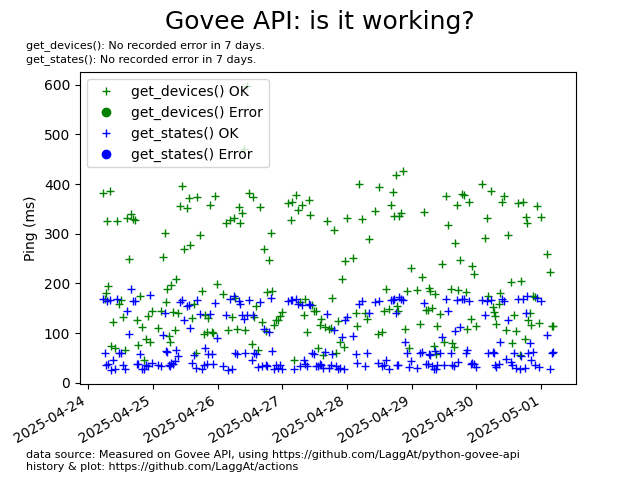 Govee API: is it working?
get_devices(): No recorded error in 7 days.
get_states(): No recorded error in 7 days.
600
500
400
300
200
100
0
Ping (ms)
get_devices() OK
get_devices() Error
get_states() OK
get_states() Error
2025-04-24
2025-04-25
2025-04-26
2025-04-27
2025-04-28
2025-04-29
2025-04-30
2025-05-01
data source: Measured on Govee API, using https://github.com/LaggAt/python-govee-api
history & plot: https://github.com/LaggAt/actions